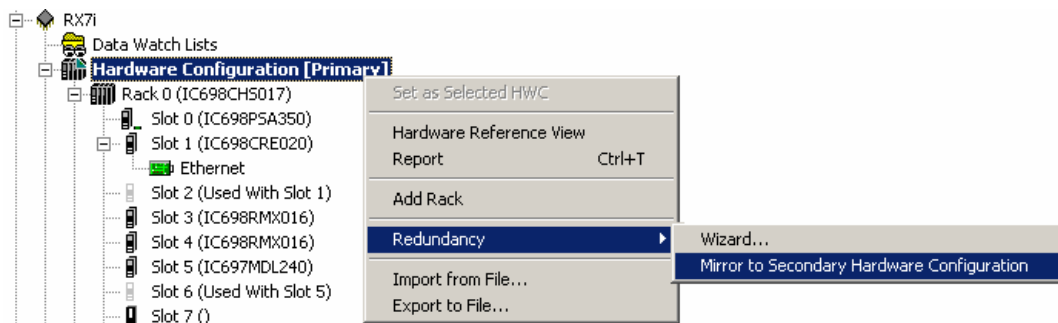 RX7i
Data Watch Lists
Hardware Configuration [Primary]
Rack 0 (IC698CHS017)
Slot 0 (IC698PSA350)
Slot 1 (IC698CRE020)
Ethernet
Slot 2 (Used With Slot 1)
Slot 3 (IC698RMX016)
Slot 4 (IC698RMX016)
Slot 5 (IC697MDL240)
Slot 6 (Used With Slot 5)
Slot 7 ()
Set as Selected HWC
Hardware Reference View
Report Ctrl+T
Add Rack
Redundancy
Import from File...
Export to File...
Wizard...
Mirror to Secondary Hardware Configuration